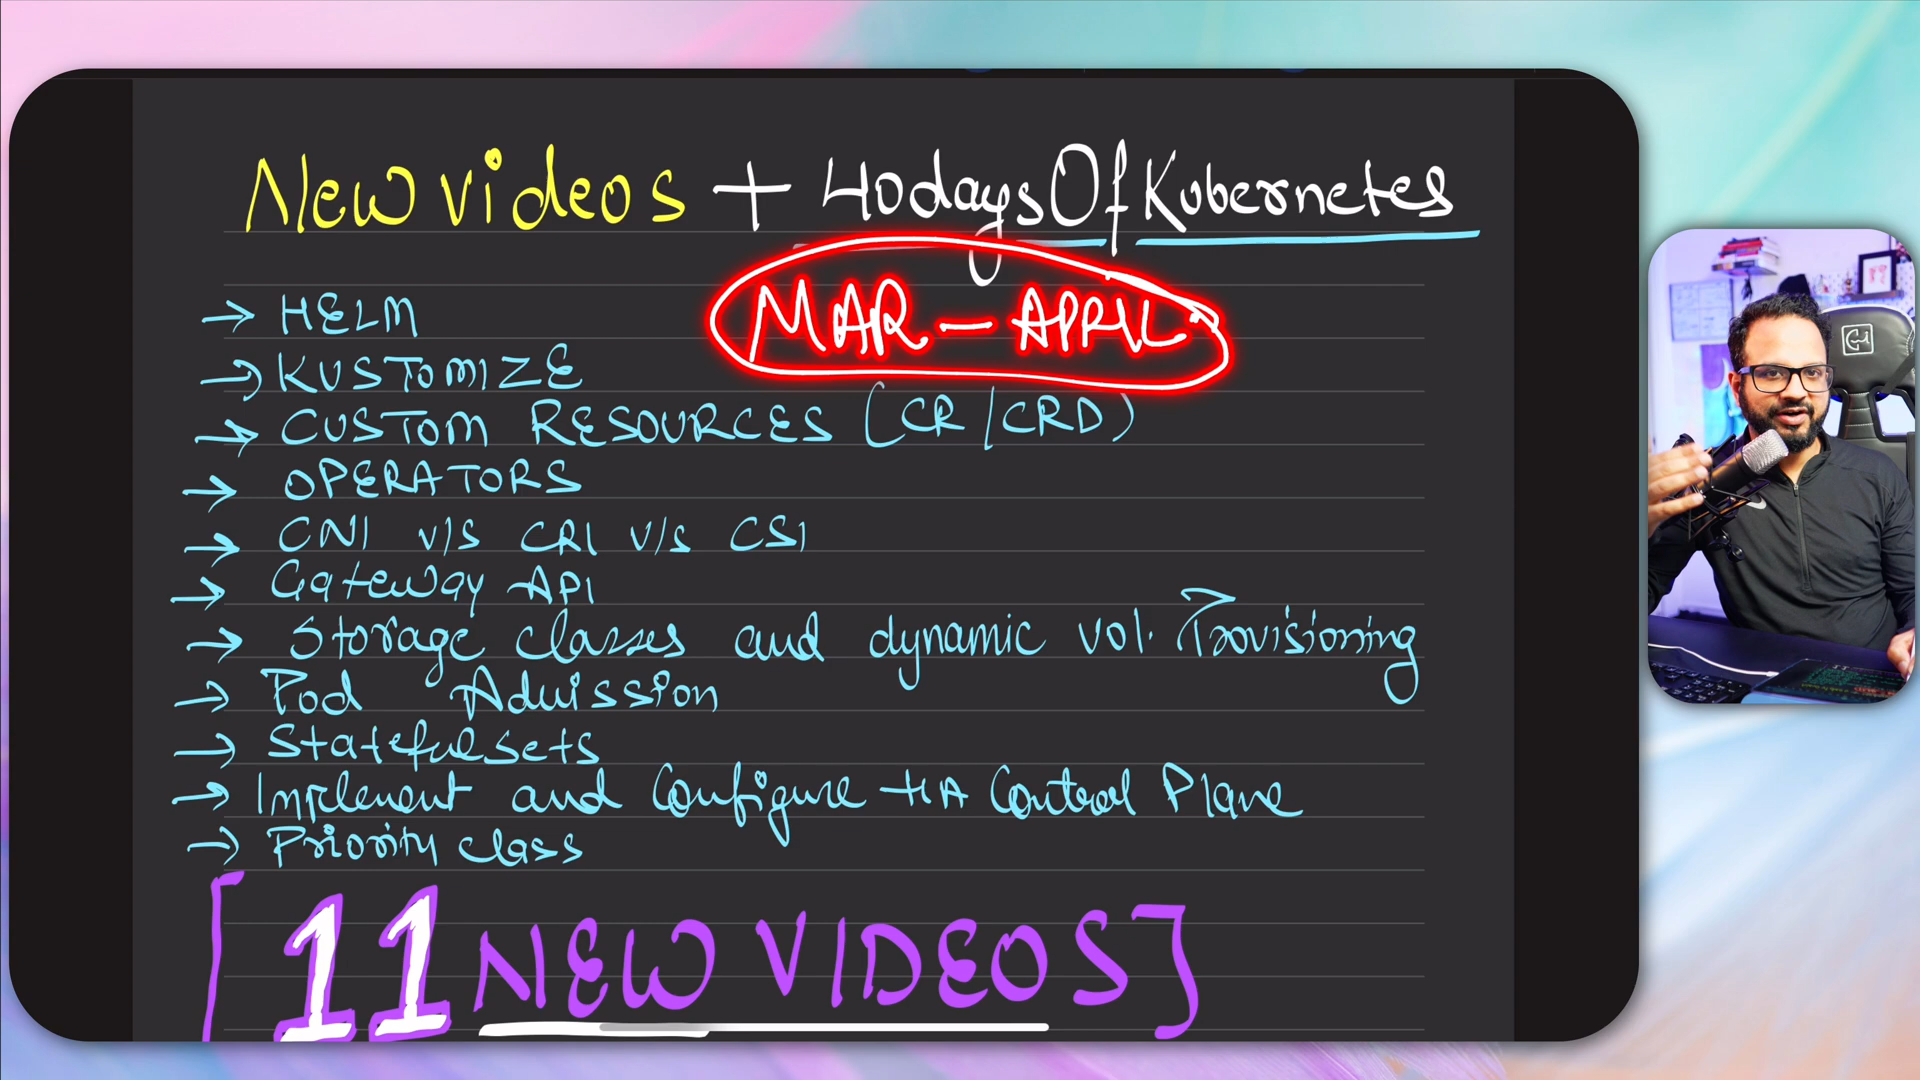 New videos + 40daysOfKubernetes
MAR - APRIL
→ HELM
→ KUSTOMIZE
→ CUSTOM RESOURCES (CR/CRD)
→ OPERATORS
→ CNI v/s CRI v/s CSI
→ Gateway API
→ Storage classes and dynamic vol. Provisioning
→ Pod Admission
→ Statefulsets
→ Implement and Configure HA Control Plane
→ Priority class
[11 NEW VIDEOS]